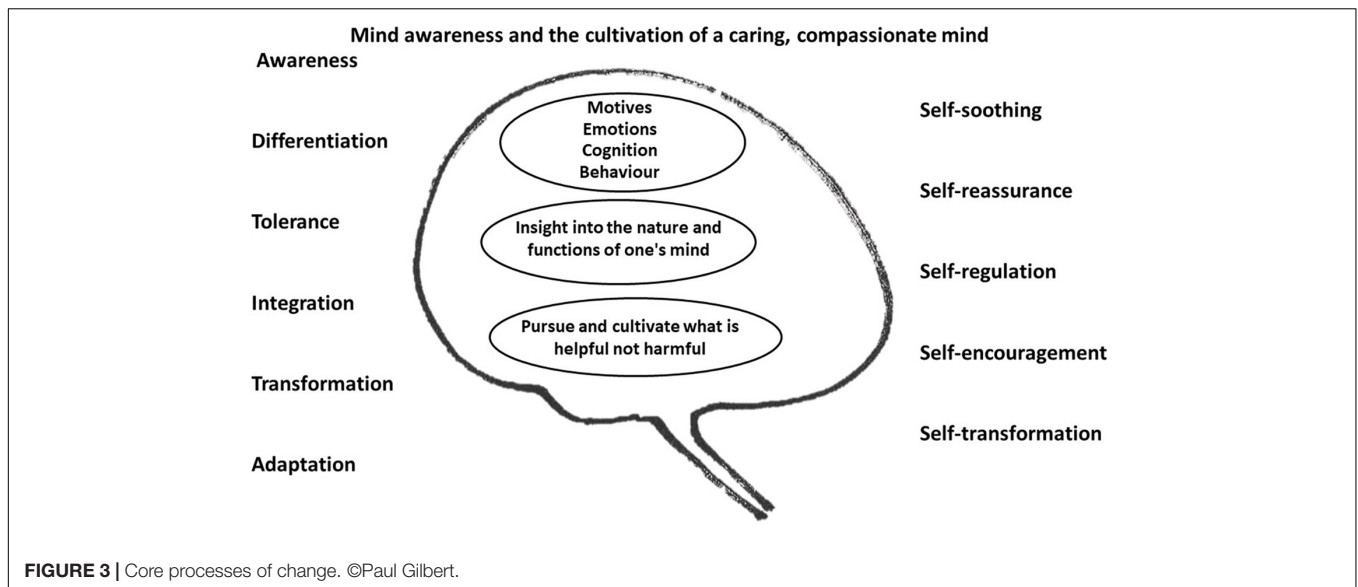 Mind awareness and the cultivation of a caring, compassionate mind
Awareness
Differentiation
Tolerance
Integration
Transformation
Adaptation
Motives
Emotions
Cognition
Behaviour
Insight into the nature and
functions of one's mind
Pursue and cultivate what is
helpful not harmful
Self-soothing
Self-reassurance
Self-regulation
Self-encouragement
Self-transformation
FIGURE 3 | Core processes of change. ©Paul Gilbert.